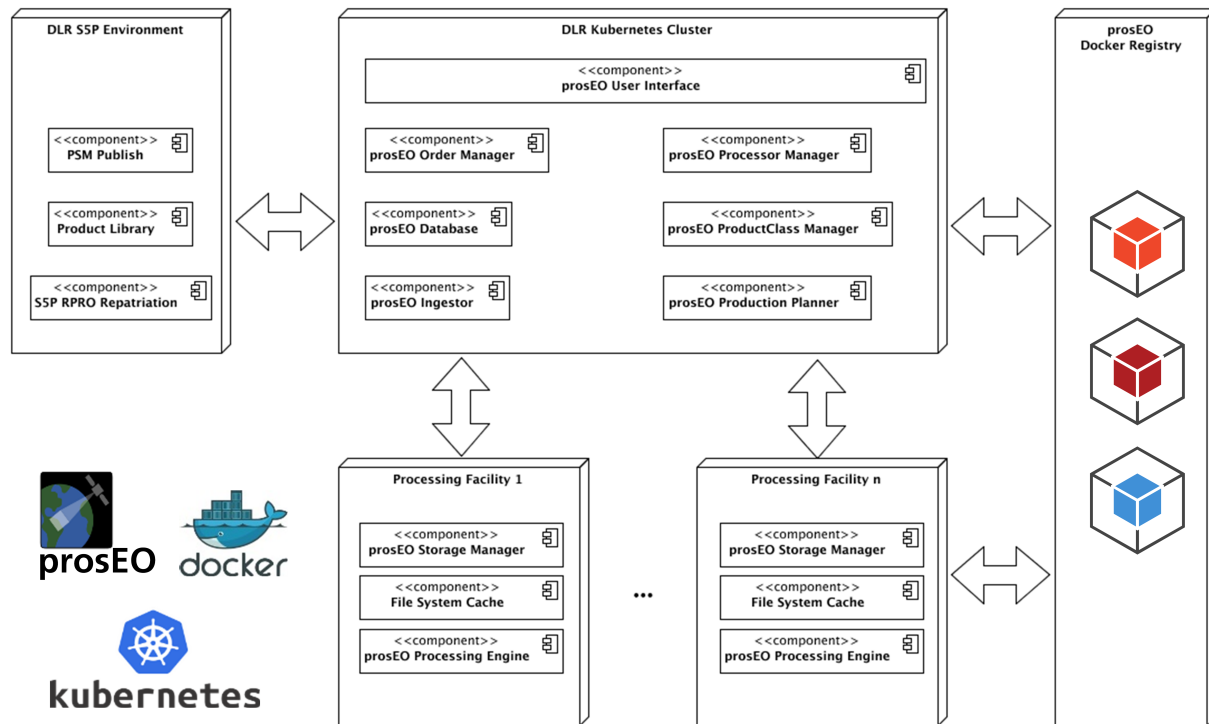 DLR S5P Environment
<<component>>
PSM Publish
<<component>>
Product Library
<<component>>
S5P RPRO Repatriation
DLR Kubernetes Cluster
<<component>>
prosEO User Interface
<<component>>
prosEO Order Manager
<<component>>
prosEO Processor Manager
<<component>>
prosEO Database
<<component>>
prosEO ProductClass Manager
<<component>>
prosEO Ingestor
<<component>>
prosEO Production Planner
prosEO
Docker Registry
Processing Facility 1
<<component>>
prosEO Storage Manager
<<component>>
File System Cache
<<component>>
prosEO Processing Engine
...
Processing Facility n
<<component>>
prosEO Storage Manager
<<component>>
File System Cache
<<component>>
prosEO Processing Engine
prosEO
docker
kubernetes